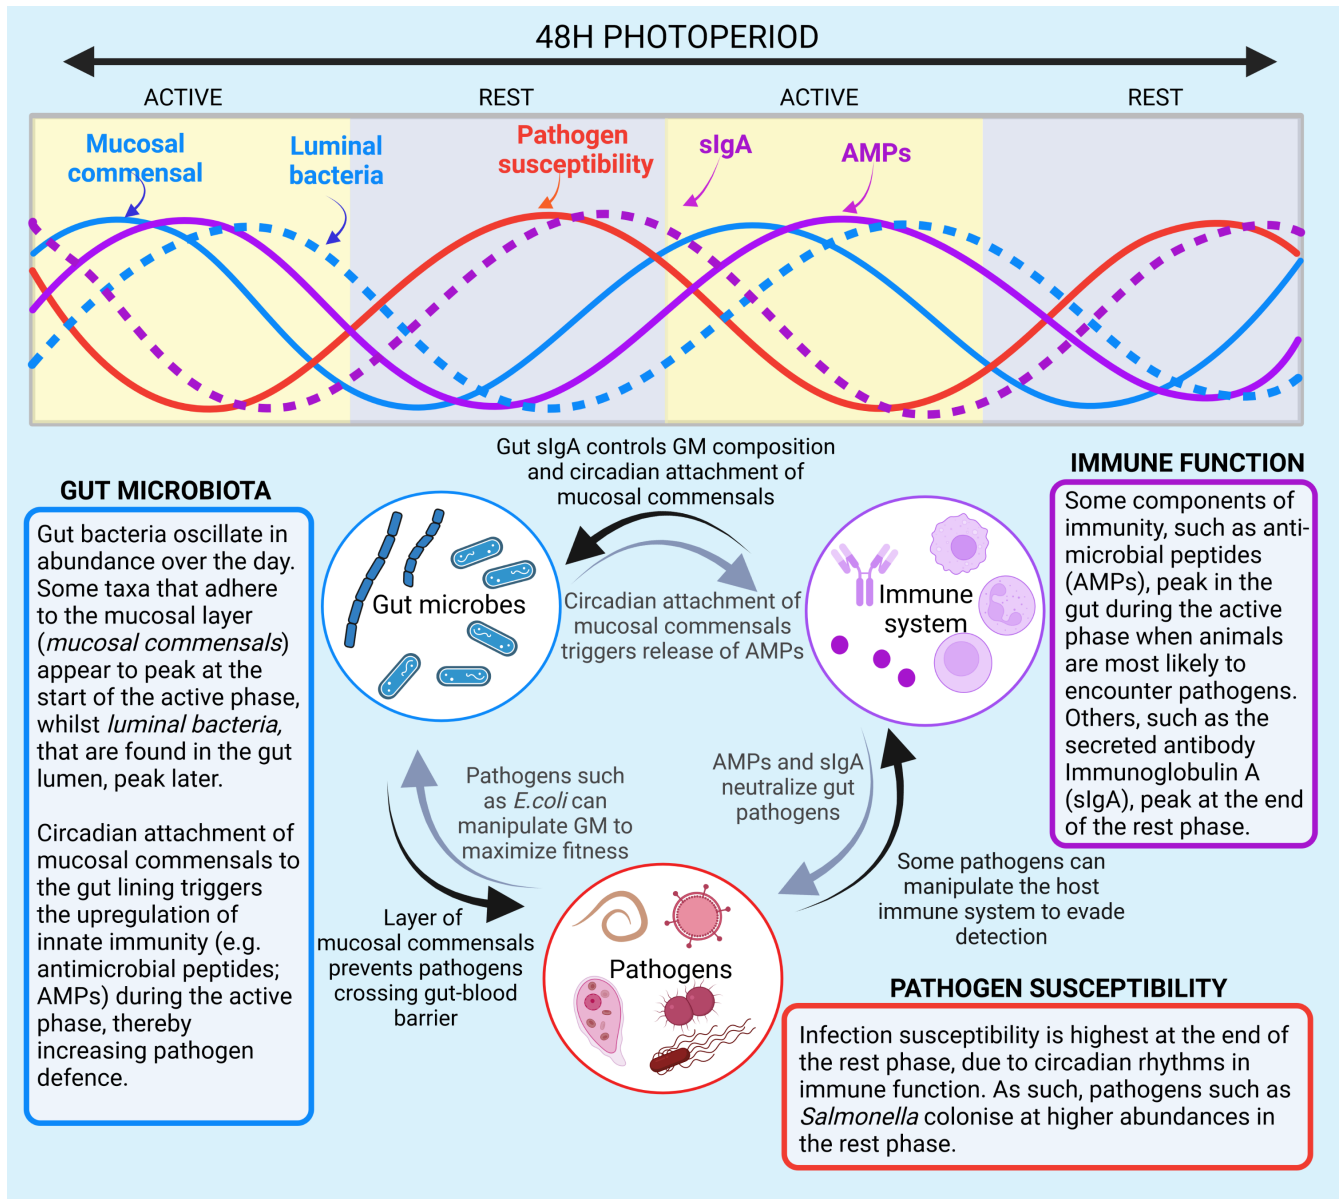 48H PHOTOPERIOD
ACTIVE
REST
ACTIVE
REST
Mucosal
commensal
Luminal
bacteria
Pathogen
susceptibility
sIgA
AMPs
Gut sIgA controls GM composition
and circadian attachment of
mucosal commensals
GUT MICROBIOTA
Gut bacteria oscillate in
abundance over the day.
Some taxa that adhere
to the mucosal layer
(mucosal commensals)
appear to peak at the
start of the active phase,
whilst luminal bacteria,
that are found in the gut
lumen, peak later.
Circadian attachment of
mucosal commensals to
the gut lining triggers
the upregulation of
innate immunity (e.g.
antimicrobial peptides;
AMPs) during the active
phase, thereby
increasing pathogen
defence.
Gut microbes
Circadian attachment of
mucosal commensals
triggers release of AMPs
Immune
system
IMMUNE FUNCTION
Some components of
immunity, such as anti-
microbial peptides
(AMPs), peak in the
gut during the active
phase when animals
are most likely to
encounter pathogens.
Others, such as the
secreted antibody
Immunoglobulin A
(sIgA), peak at the end
of the rest phase.
Pathogens such
as E.coli can
manipulate GM to
maximize fitness
AMPs and sIgA
neutralize gut
pathogens
Layer of
mucosal commensals
prevents pathogens
crossing gut-blood
barrier
Some pathogens can
manipulate the host
immune system to evade
detection
Pathogens
PATHOGEN SUSCEPTIBILITY
Infection susceptibility is highest at the end of
the rest phase, due to circadian rhythms in
immune function. As such, pathogens such as
Salmonella colonise at higher abundances in
the rest phase.